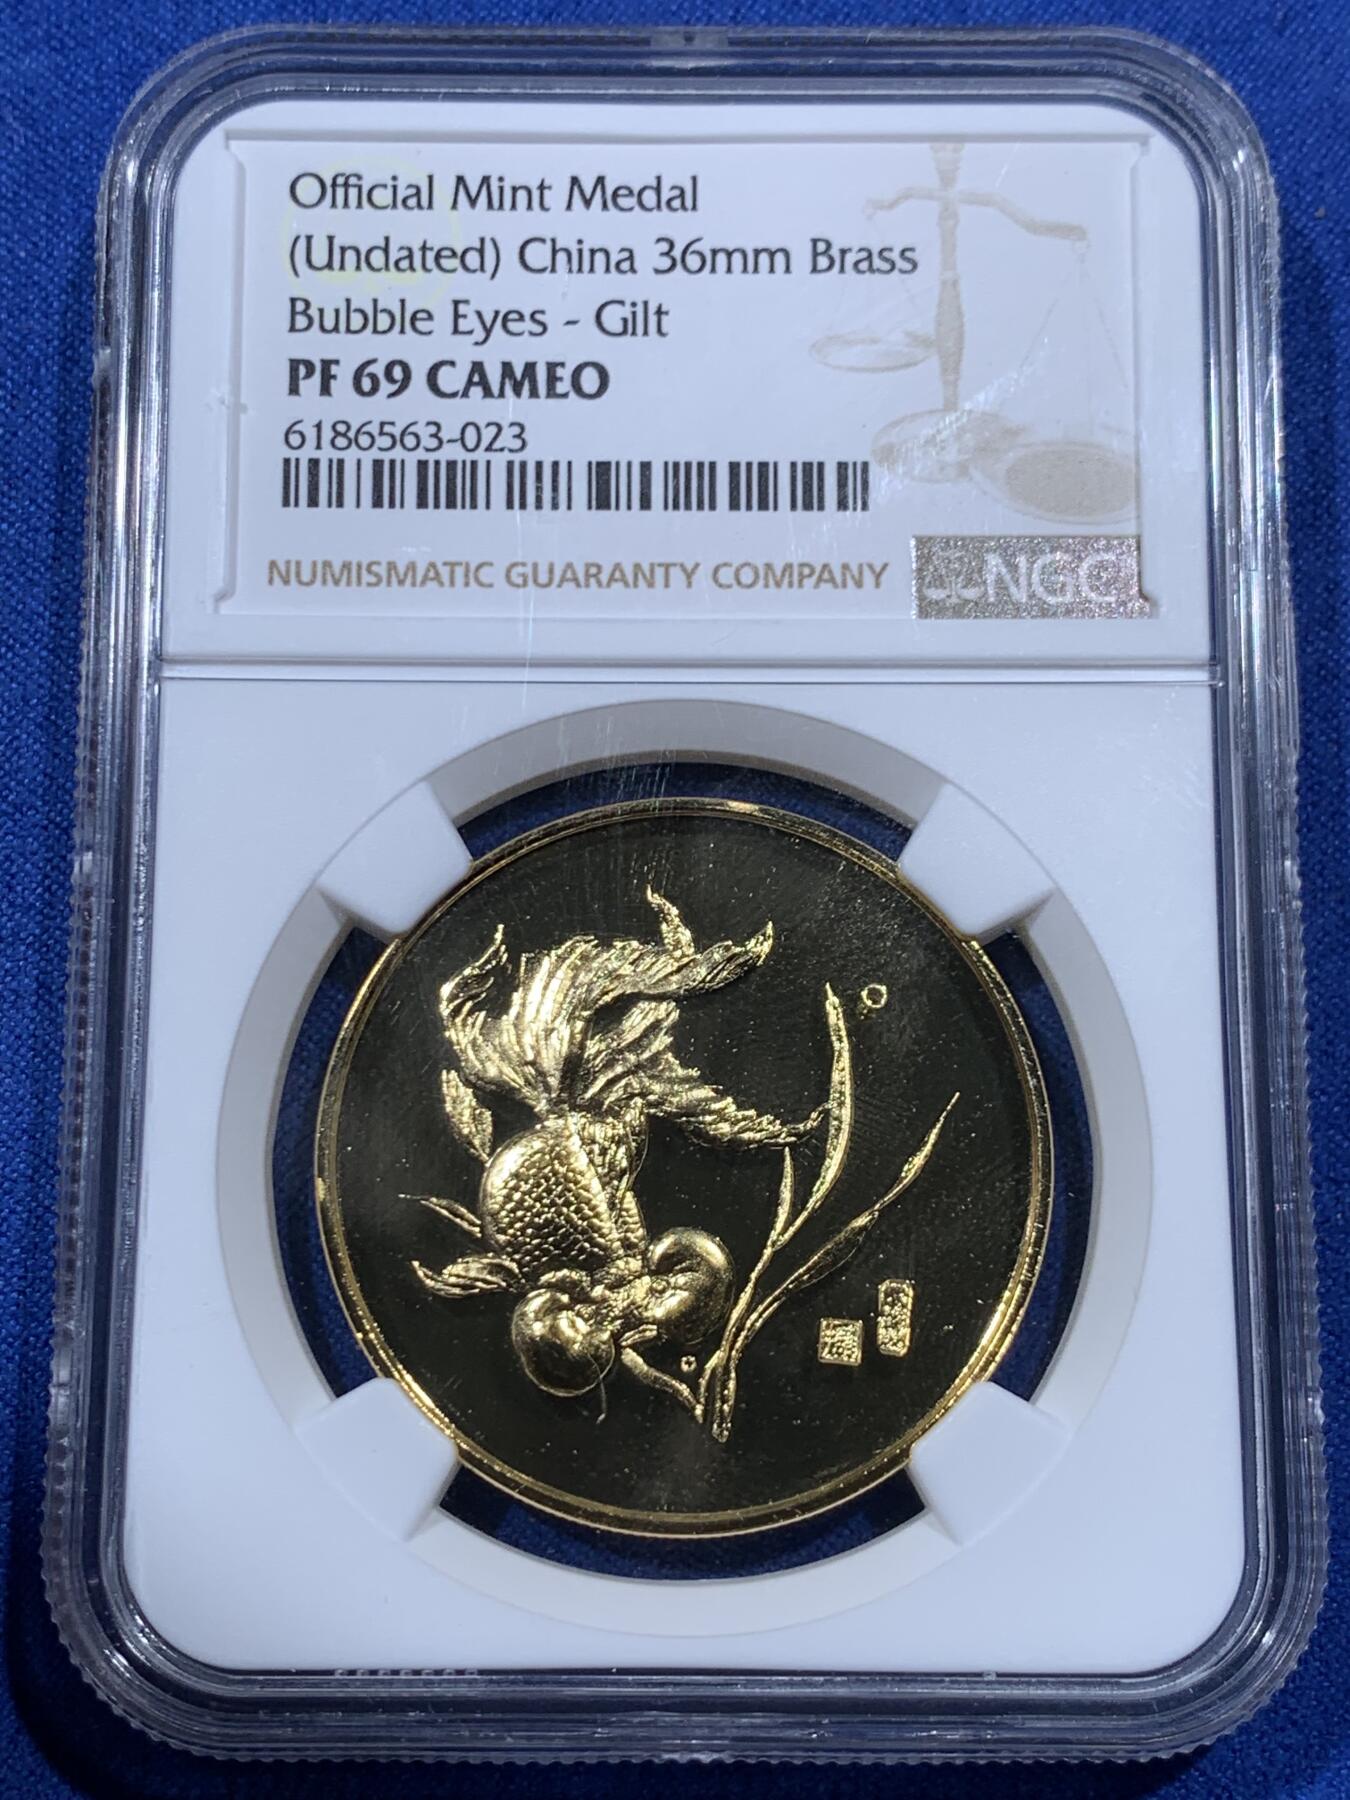 Official Mint Medal
(Undated) China 36mm Brass
Bubble Eyes - Gilt
PF 69 CAMEO
6186563-023
NUMISMATIC GUARANTY COMPANY
NGC